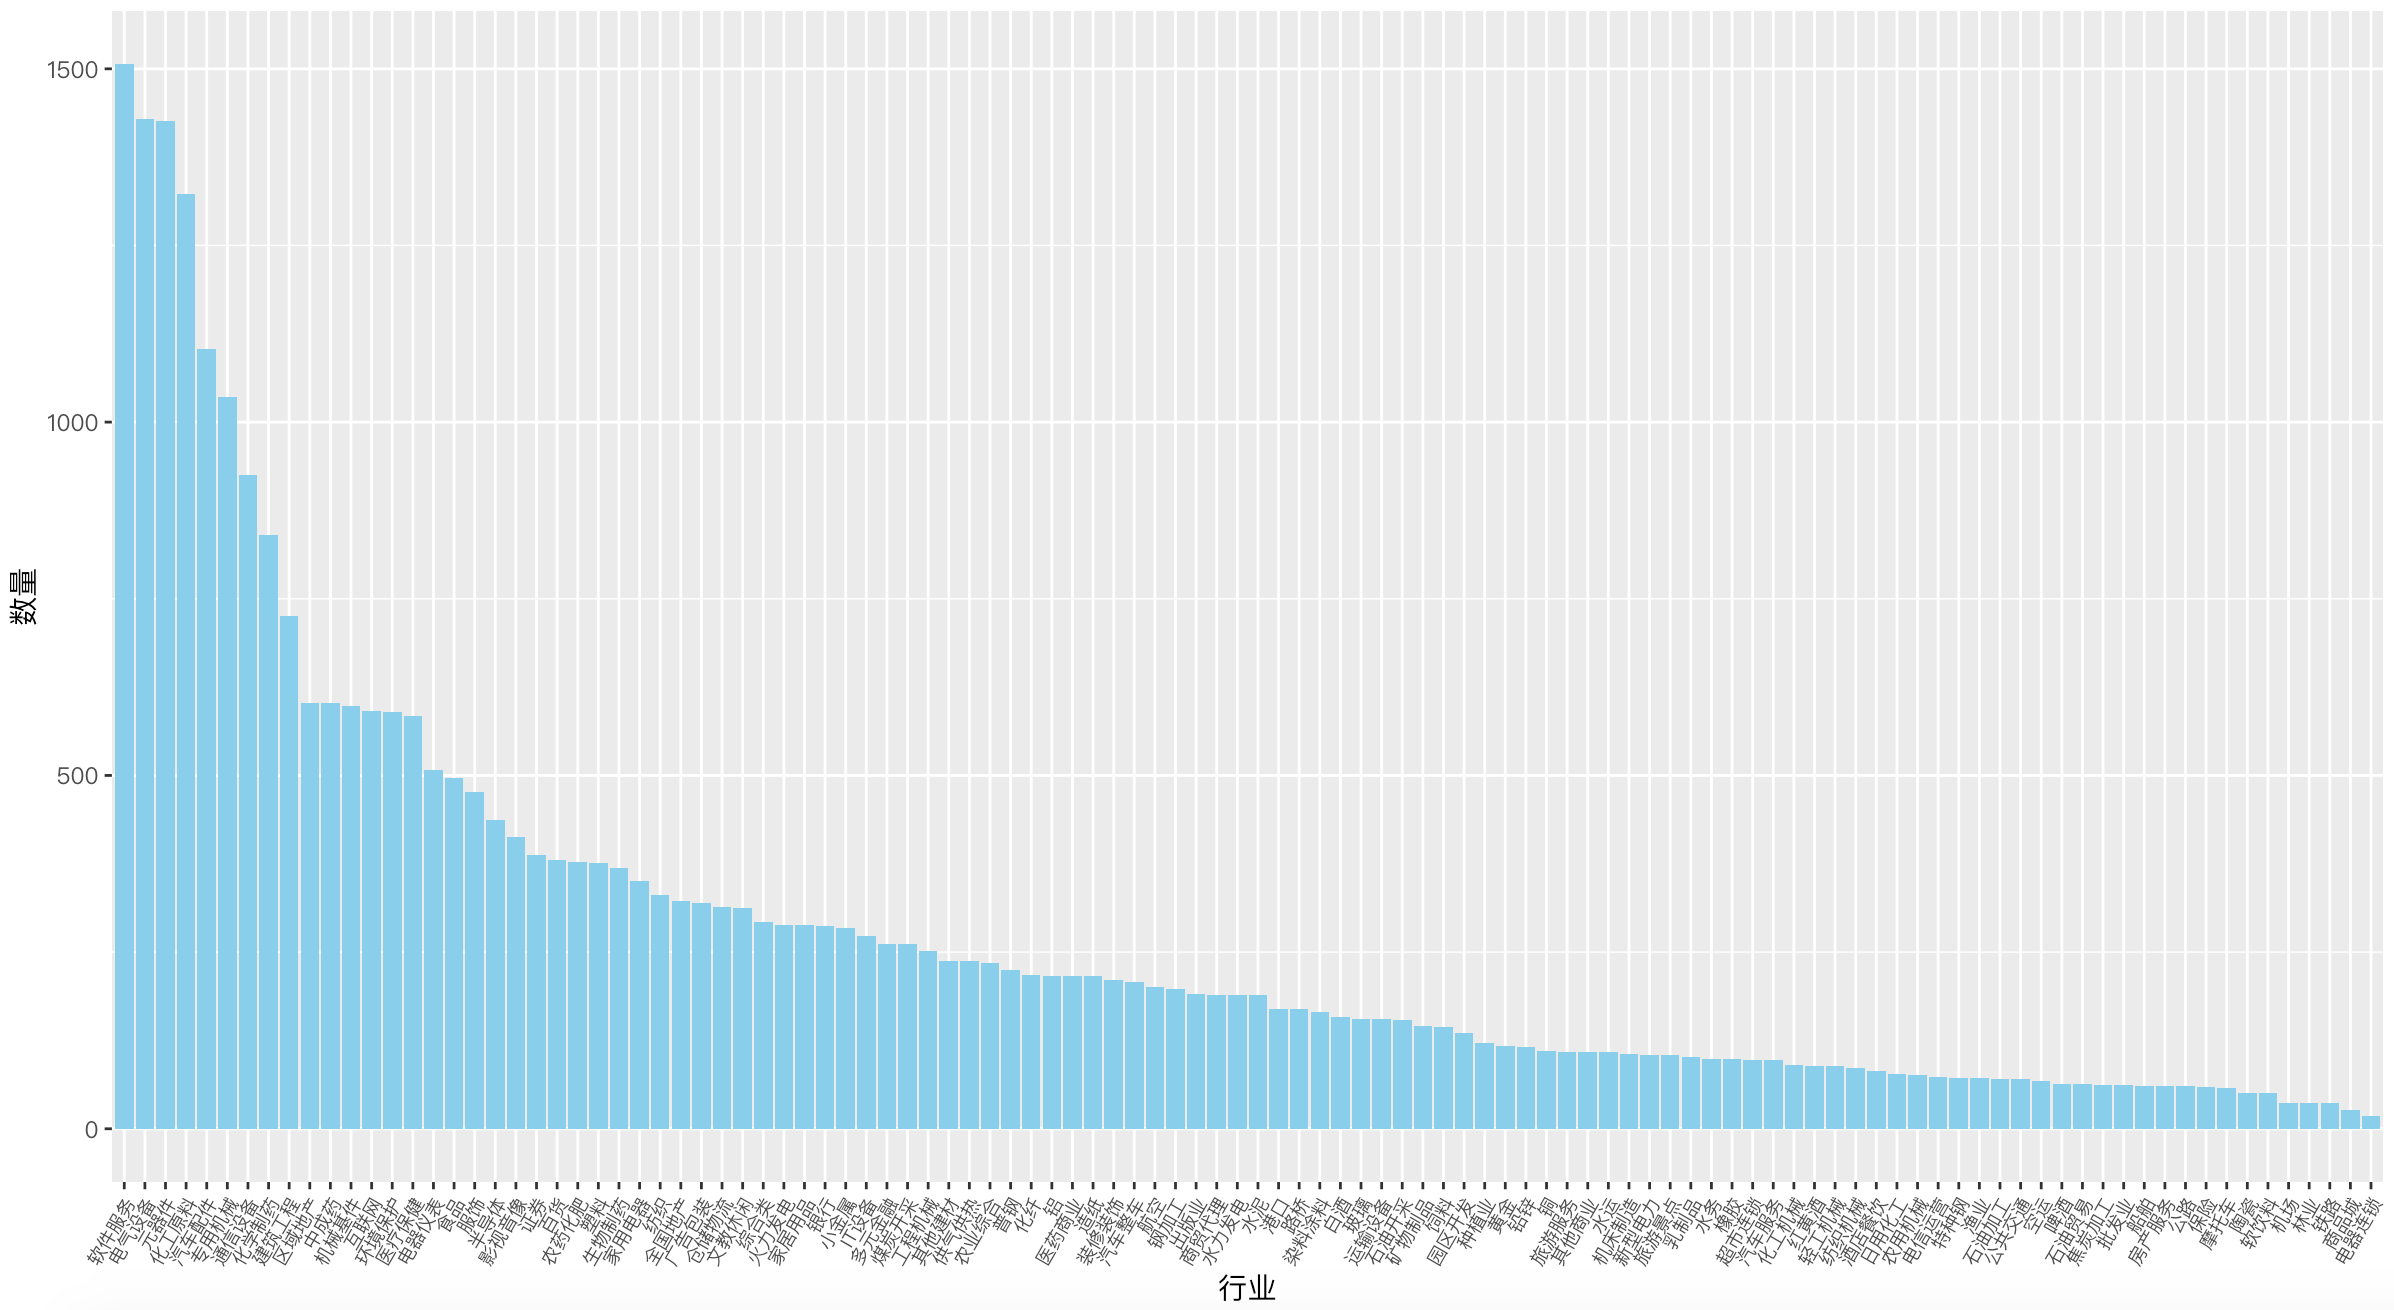 1500
1000
500
0
数量
软件服务
电气设备
元器件
化工原料
汽车配件
专用机械
通信设备
化学制药
建筑工程
区域地产
中成药
机械基件
互联网
环境保护
医疗保健
电器仪表
食品
服饰
半导体
影视音像
证券
百货
农药化肥
塑料
生物制药
家用电器
纺织
全国地产
广告包装
仓储物流
文教休闲
综合类
火力发电
家居用品
银行
小金属
IT设备
多元金融
煤炭开采
工程机械
其他建材
供气供热
农业综合
普钢
化纤
铝
医药商业
造纸
装修装饰
汽车整车
航空
钢加工
出版业
商贸代理
水力发电
水泥
港口
路桥
染料涂料
白酒
玻璃
运输设备
石油开采
矿物制品
饲料
园区开发
种植业
黄金
铅锌
铜
旅游服务
其他商业
水运
机床制造
新型电力
旅游景点
乳制品
水务
橡胶
超市连锁
汽车服务
化工机械
红黄酒
轻工机械
纺织机械
酒店餐饮
日用化工
农用机械
电信运营
特种钢
渔业
石油加工
公共交通
空运
啤酒
石油贸易
焦炭加工
批发业
船舶
房产服务
公路
保险
摩托车
陶瓷
软饮料
机场
林业
铁路
商品城
电器连锁
行业